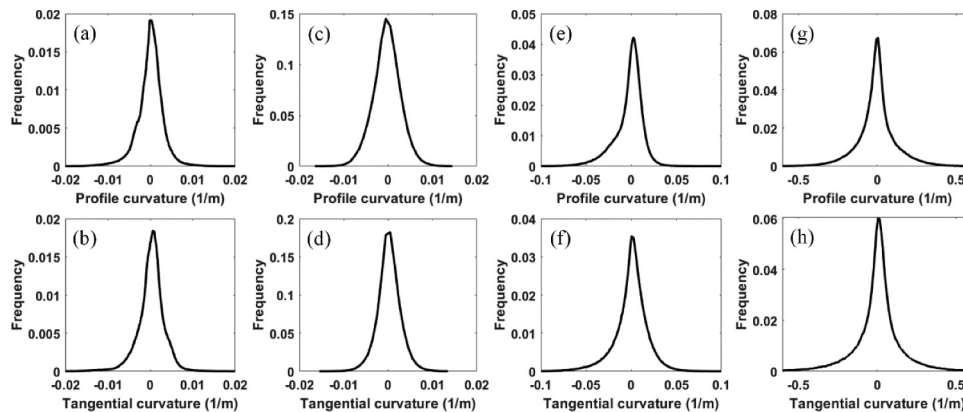 (a)
Frequency
0.02
0.015
0.01
0.005
0
-0.02 -0.01 0 0.01 0.02
Profile curvature (1/m)
(c)
Frequency
0.15
0.1
0.05
0
-0.02 -0.01 0 0.01 0.02
Profile curvature (1/m)
(e)
Frequency
0.05
0.04
0.03
0.02
0.01
0
-0.1 -0.05 0 0.05 0.1
Profile curvature (1/m)
(g)
Frequency
0.08
0.06
0.04
0.02
0
-0.5 0 0.5
Profile curvature (1/m)
(b)
Frequency
0.02
0.015
0.01
0.005
0
-0.02 -0.01 0 0.01 0.02
Tangential curvature (1/m)
(d)
Frequency
0.2
0.15
0.1
0.05
0
-0.02 -0.01 0 0.01 0.02
Tangential curvature (1/m)
(f)
Frequency
0.04
0.03
0.02
0.01
0
-0.1 -0.05 0 0.05 0.1
Tangential curvature (1/m)
(h)
Frequency
0.06
0.04
0.02
0
-0.5 0 0.5
Tangential curvature (1/m)